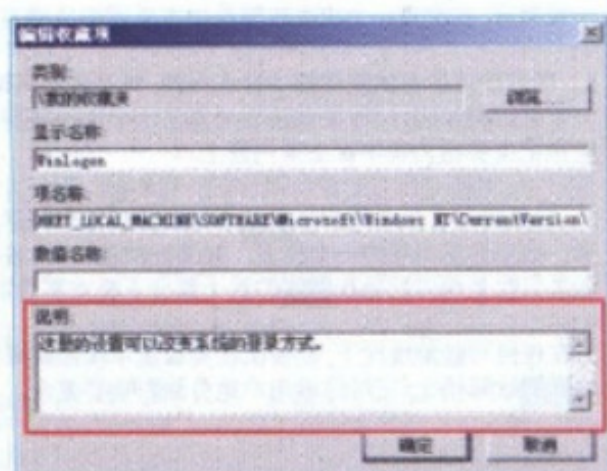 编辑收藏项
类别:
\我的收藏夹
浏览...
显示名称:
Winlogon
项名称:
HKEY_LOCAL_MACHINE\SOFTWARE\Microsoft\Windows NT\CurrentVersion\
数值名称:
说明:
这里的设置可以改变系统的登录方式。
确定
取消